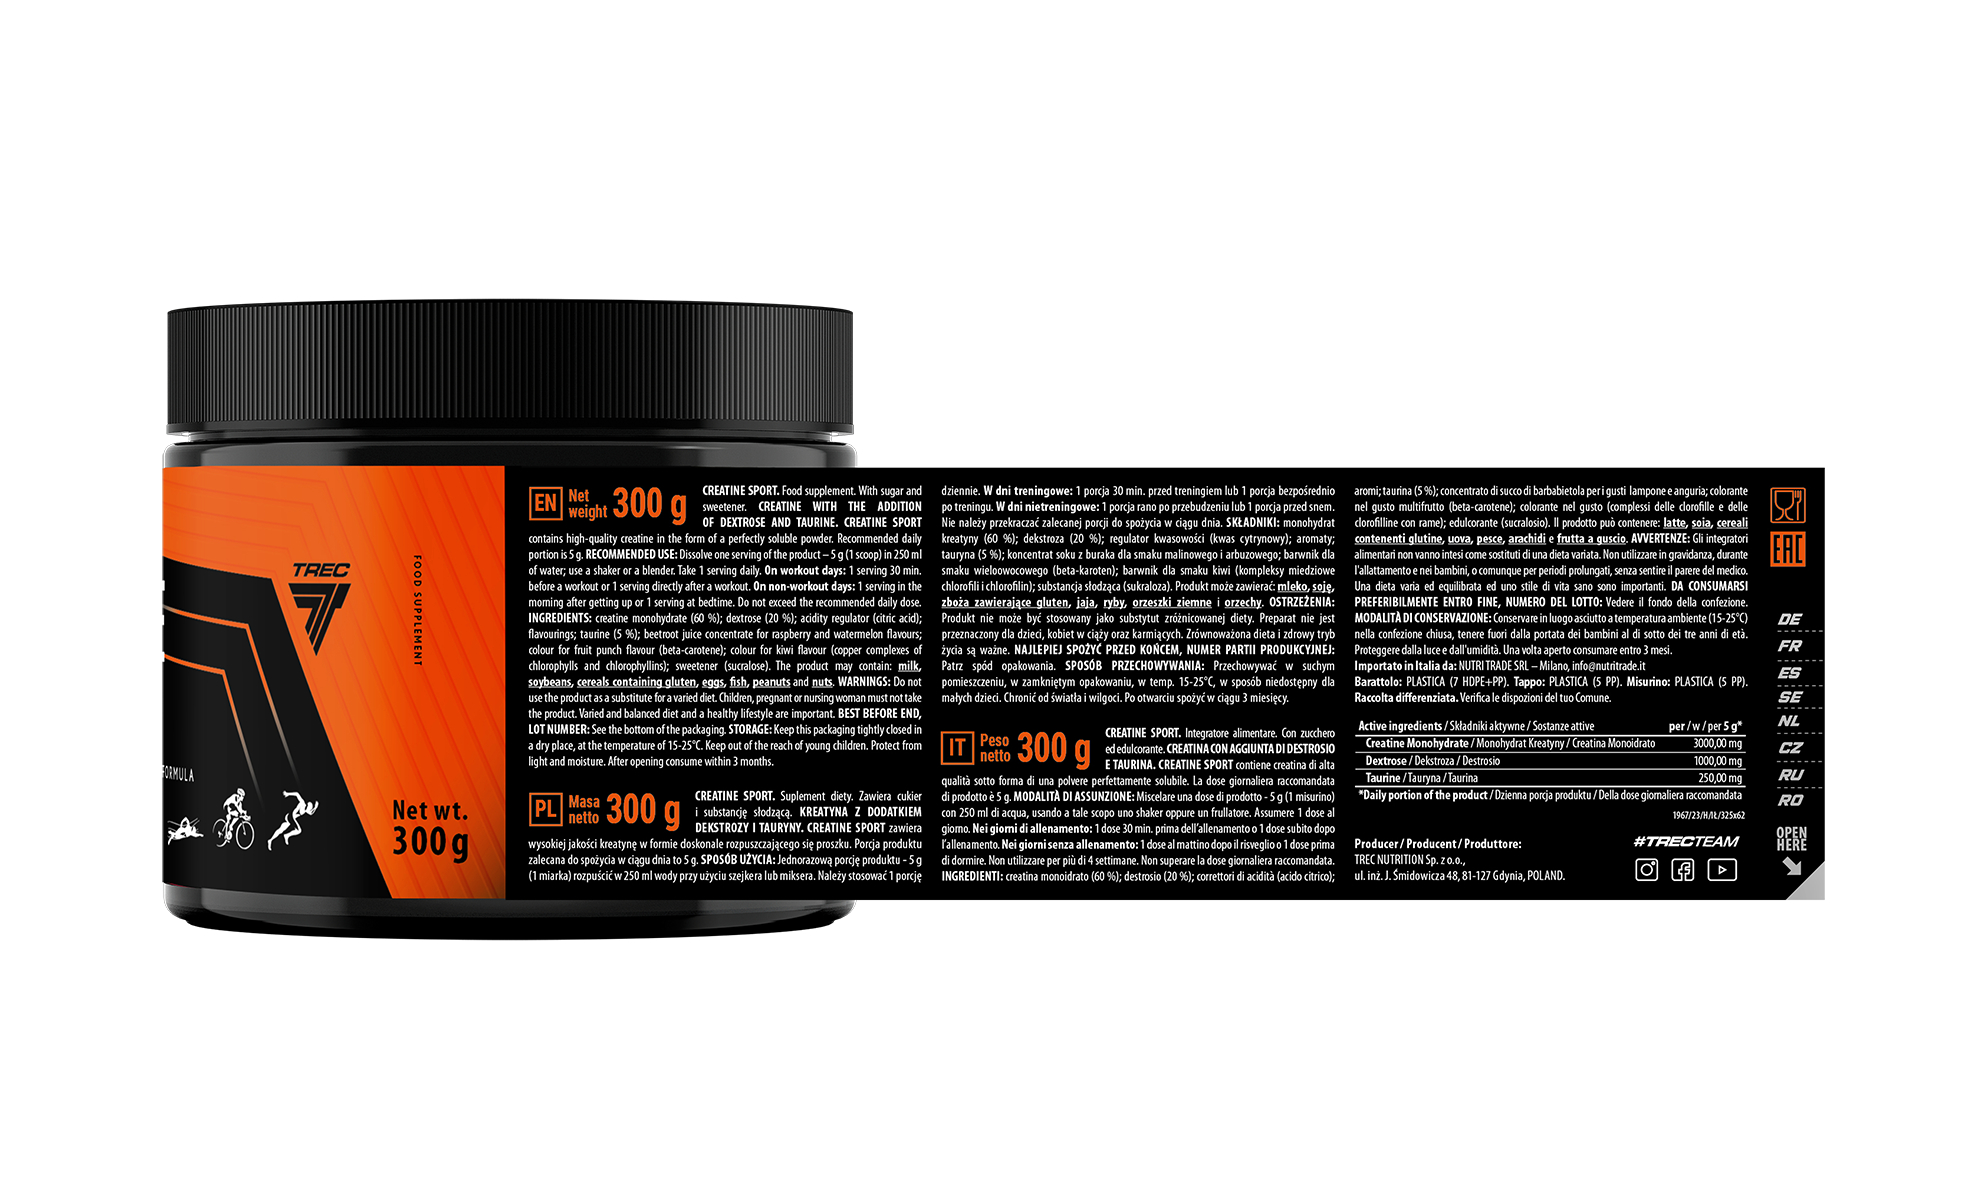 TREC
FOOD SUPPLEMENT
FORMULA
Net wt.
300g
EN Net weight 300 g
CREATINE SPORT. Food supplement. With sugar and
sweetener. CREATINE WITH THE ADDITION
OF DEXTROSE AND TAURINE. CREATINE SPORT
contains high-quality creatine in the form of a perfectly soluble powder. Recommended daily
portion is 5 g. RECOMMENDED USE: Dissolve one serving of the product – 5 g (1 scoop) in 250 ml
of water; use a shaker or a blender. Take 1 serving daily. On workout days: 1 serving 30 min.
before a workout or 1 serving directly after a workout. On non-workout days: 1 serving in the
morning after getting up or 1 serving at bedtime. Do not exceed the recommended daily dose.
INGREDIENTS: creatine monohydrate (60 %); dextrose (20 %); acidity regulator (citric acid);
flavourings; taurine (5 %); beetroot juice concentrate for raspberry and watermelon flavours;
colour for fruit punch flavour (beta-carotene); colour for kiwi flavour (copper complexes of
chlorophylls and chlorophyllins); sweetener (sucralose). The product may contain: milk,
soybeans, cereals containing gluten, eggs, fish, peanuts and nuts. WARNINGS: Do not
use the product as a substitute for a varied diet. Children, pregnant or nursing woman must not take
the product. Varied and balanced diet and a healthy lifestyle are important. BEST BEFORE END,
LOT NUMBER: See the bottom of the packaging. STORAGE: Keep this packaging tightly closed in
a dry place, at the temperature of 15-25°C. Keep out of the reach of young children. Protect from
light and moisture. After opening consume within 3 months.
PL Masa netto 300 g
CREATINE SPORT. Suplement diety. Zawiera cukier
i substancję słodzącą. KREATYNA Z DODATKIEM
DEKSTROZY I TAURYNY. CREATINE SPORT zawiera
wysokiej jakości kreatynę w formie doskonale rozpuszczającego się proszku. Porcja produktu
zalecana do spożycia w ciągu dnia to 5 g. SPOSÓB UŻYCIA: Jednorazową porcję produktu - 5 g
(1 miarka) rozpuścić w 250 ml wody przy użyciu szejkera lub miksera. Należy stosować 1 porcję
dziennie. W dni treningowe: 1 porcja 30 min. przed treningiem lub 1 porcja bezpośrednio
po treningu. W dni nietreningowe: 1 porcja rano po przebudzeniu lub 1 porcja przed snem.
Nie należy przekraczać zalecanej porcji do spożycia w ciągu dnia. SKŁADNIKI: monohydrat
kreatyny (60 %); dekstroza (20 %); regulator kwasowości (kwas cytrynowy); aromaty;
tauryna (5 %); koncentrat soku z buraka dla smaku malinowego i arbuzowego; barwnik dla
smaku wieloowocowego (beta-karoten); barwnik dla smaku kiwi (kompleksy miedziowe
chlorofili i chlorofilin); substancja słodząca (sukraloza). Produkt może zawierać: mleko, soję,
zboża zawierające gluten, jaja, ryby, orzeszki ziemne i orzechy. OSTRZEŻENIA:
Produkt nie może być stosowany jako substytut zróżnicowanej diety. Preparat nie jest
przeznaczony dla dzieci, kobiet w ciąży oraz karmiących. Zrównoważona dieta i zdrowy tryb
życia są ważne. NAJLEPIEJ SPOŻYĆ PRZED KOŃCEM, NUMER PARTII PRODUKCYJNEJ:
Patrz spód opakowania. SPOSÓB PRZECHOWYWANIA: Przechowywać w suchym
pomieszczeniu, w zamkniętym opakowaniu, w temp. 15-25°C, w sposób niedostępny dla
małych dzieci. Chronić od światła i wilgoci. Po otwarciu spożyć w ciągu 3 miesięcy.
IT Peso netto 300 g
CREATINE SPORT. Integratore alimentare. Con zucchero
ed edulcorante. CREATINA CON AGGIUNTA DI DESTROSIO
E TAURINA. CREATINE SPORT contiene creatina di alta
qualità sotto forma di una polvere perfettamente solubile. La dose giornaliera raccomandata
di prodotto è 5 g. MODALITÀ DI ASSUNZIONE: Miscelare una dose di prodotto - 5 g (1 misurino)
con 250 ml di acqua, usando a tale scopo uno shaker oppure un frullatore. Assumere 1 dose al
giorno. Nei giorni di allenamento: 1 dose 30 min. prima dell'allenamento o 1 dose subito dopo
l'allenamento. Nei giorni senza allenamento: 1 dose al mattino dopo il risveglio o 1 dose prima
di dormire. Non utilizzare per più di 4 settimane. Non superare la dose giornaliera raccomandata.
INGREDIENTI: creatina monoidrato (60 %); destrosio (20 %); correttori di acidità (acido citrico);
aromi; taurina (5 %); concentrato di succo di barbabietola per i gusti lampone e anguria; colorante
nel gusto multifrutto (beta-carotene); colorante nel gusto (complessi delle clorofille e delle
clorofilline con rame); edulcorante (sucralosio). Il prodotto può contenere: latte, soia, cereali
contenenti glutine, uova, pesce, arachidi e frutta a guscio. AVVERTENZE: Gli integratori
alimentari non vanno intesi come sostituti di una dieta variata. Non utilizzare in gravidanza, durante
l'allattamento e nei bambini, o comunque per periodi prolungati, senza sentire il parere del medico.
Una dieta varia ed equilibrata ed uno stile di vita sano sono importanti. DA CONSUMARSI
PREFERIBILMENTE ENTRO FINE, NUMERO DEL LOTTO: Vedere il fondo della confezione.
MODALITÀ DI CONSERVAZIONE: Conservare in luogo asciutto a temperatura ambiente (15-25°C)
nella confezione chiusa, tenere fuori dalla portata dei bambini al di sotto dei tre anni di età.
Proteggere dalla luce e dall'umidità. Una volta aperto consumare entro 3 mesi.
Importato in Italia da: NUTRI TRADE SRL – Milano, info@nutritrade.it
Barattolo: PLASTICA (7 HDPE+PP). Tappo: PLASTICA (5 PP). Misurino: PLASTICA (5 PP).
Raccolta differenziata. Verifica le dispozioni del tuo Comune.
Active ingredients / Składniki aktywne / Sostanze attive per / w / per 5 g*
Creatine Monohydrate / Monohydrat Kreatyny / Creatina Monoidrato 3000,00 mg
Dextrose / Dekstroza / Destrosio 1000,00 mg
Taurine / Tauryna / Taurina 250,00 mg
*Daily portion of the product / Dzienna porcja produktu / Della dose giornaliera raccomandata
1967/23/H/IŁ/325x62
Producer / Producent / Produttore:
TREC NUTRITION Sp. z o.o.,
ul. inż. J. Śmidowicza 48, 81-127 Gdynia, POLAND.
#TRECTEAM
EAC
DE
FR
ES
SE
NL
CZ
RU
RO
OPEN
HERE